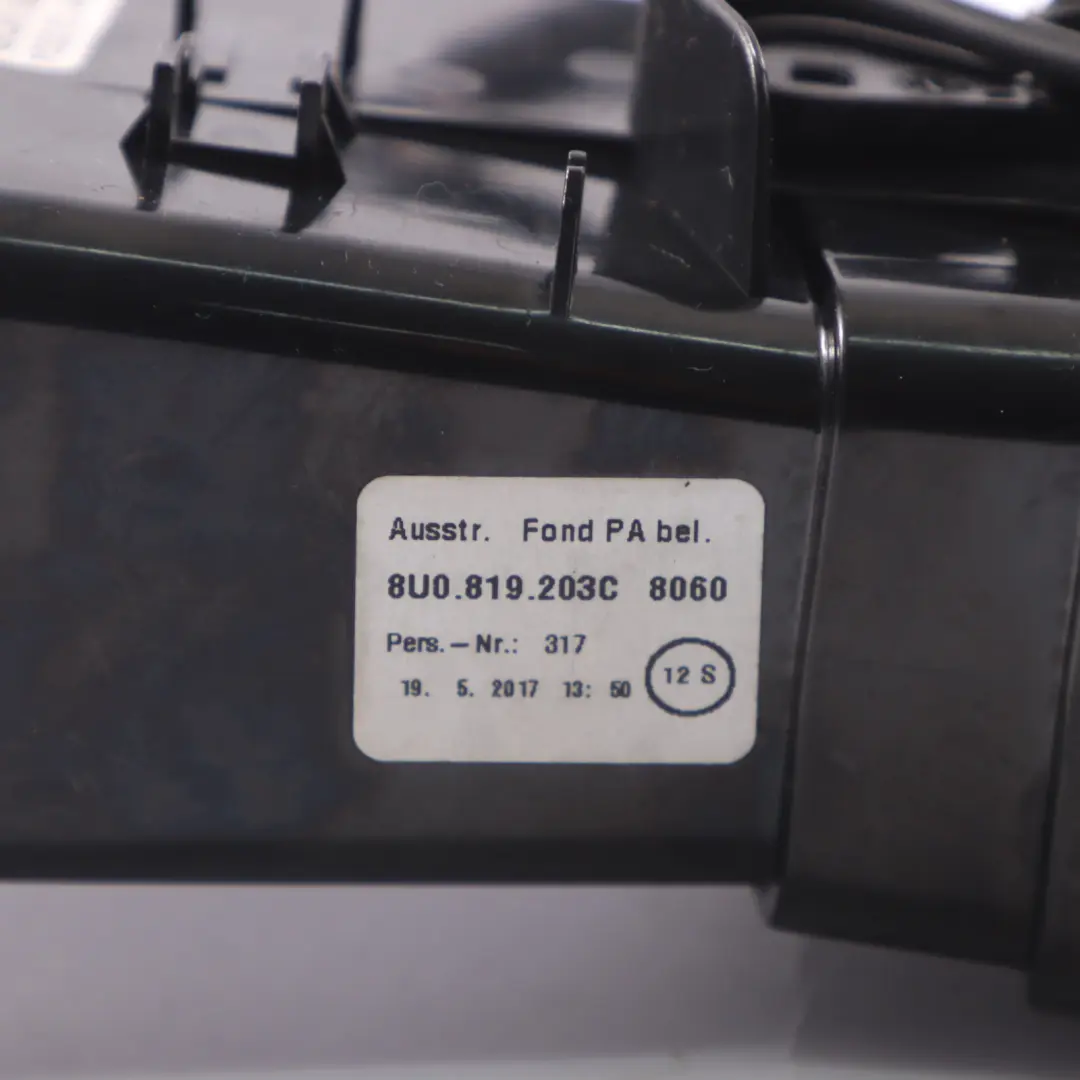 Ausstr. Fond PA bel.
8U0.819.203C 8060
Pers.-Nr.: 317
19. 5. 2017 13: 50
12 S